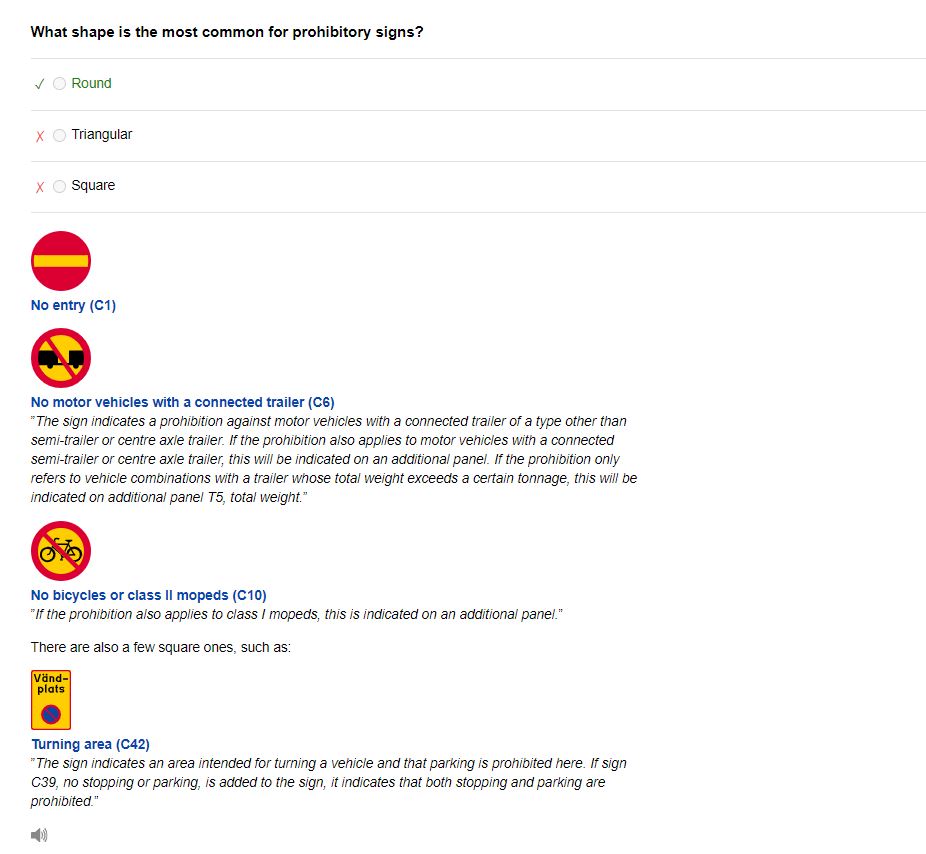 What shape is the most common for prohibitory signs?
✓ Round
X Triangular
X Square
No entry (C1)
No motor vehicles with a connected trailer (C6)
"The sign indicates a prohibition against motor vehicles with a connected trailer of a type other than
semi-trailer or centre axle trailer. If the prohibition also applies to motor vehicles with a connected
semi-trailer or centre axle trailer, this will be indicated on an additional panel. If the prohibition only
refers to vehicle combinations with a trailer whose total weight exceeds a certain tonnage, this will be
indicated on additional panel T5, total weight."
No bicycles or class II mopeds (C10)
"If the prohibition also applies to class I mopeds, this is indicated on an additional panel."
There are also a few square ones, such as:
Vänd-
plats
Turning area (C42)
"The sign indicates an area intended for turning a vehicle and that parking is prohibited here. If sign
C39, no stopping or parking, is added to the sign, it indicates that both stopping and parking are
prohibited."